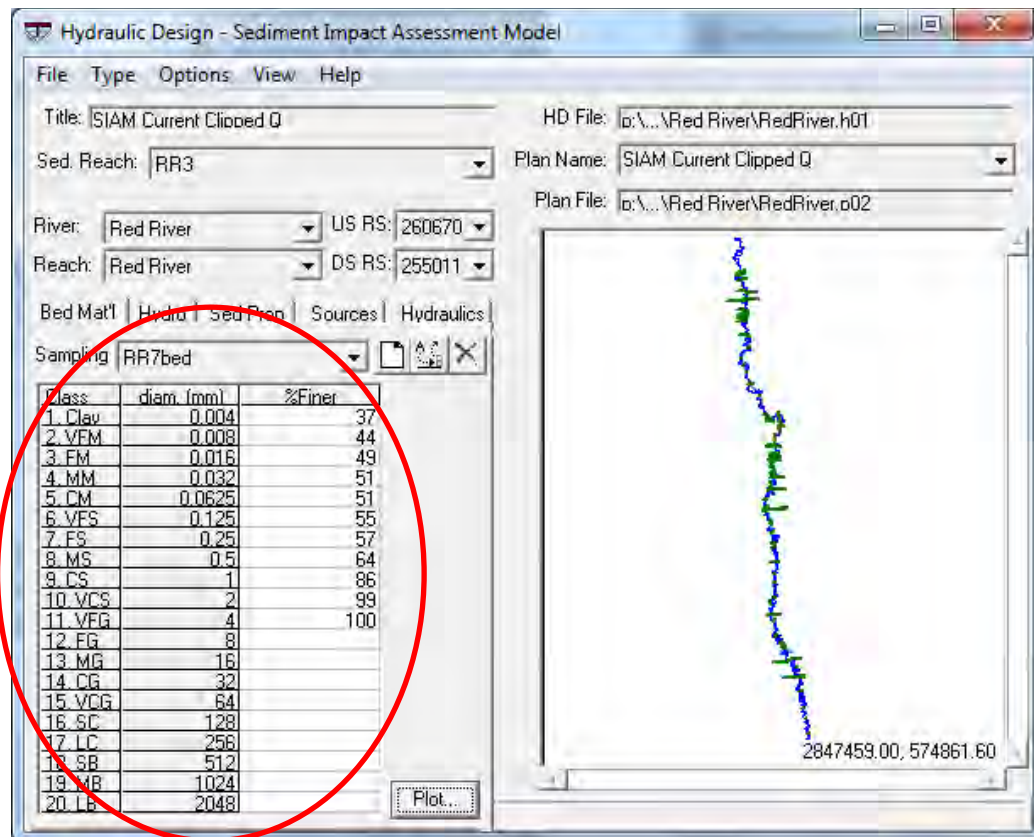 Hydraulic Design - Sediment Impact Assessment Model
File Type Options View Help
Title: SIAM Current Clipped Q
HD File: p:\...\Red River\RedRiver.h01
Sed. Reach: RR3
Plan Name: SIAM Current Clipped Q
Plan File: p:\...\Red River\RedRiver.p02
River: Red River US RS: 260670
Reach: Red River DS RS: 255011
Bed Mat'l Hydro Sed Prop Sources Hydraulics
Sampling RR7bed
Class diam. (mm) %Finer
1. Clay 0.004 37
2. VFM 0.008 44
3. FM 0.016 49
4. MM 0.032 51
5. CM 0.0625 51
6. VFS 0.125 55
7. FS 0.25 57
8. MS 0.5 64
9. CS 1 86
10. VCS 2 99
11. VFG 4 100
12. FG 8
13. MG 16
14. CG 32
15. VCG 64
16. SC 128
17. LC 256
18. SB 512
19. MB 1024
20. LB 2048
Plot...
2847459.00, 574861.60